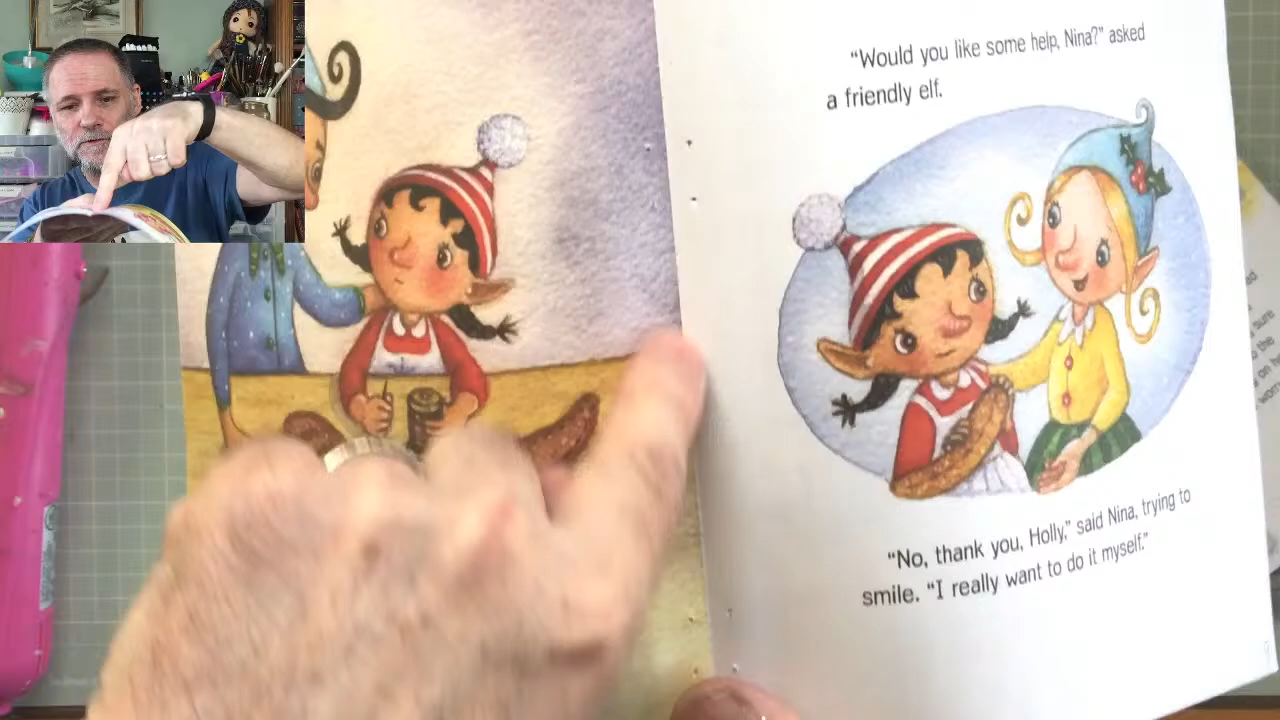 "Would you like some help, Nina?" asked
a friendly elf.
"No, thank you, Holly," said Nina, trying to
smile. "I really want to do it myself."